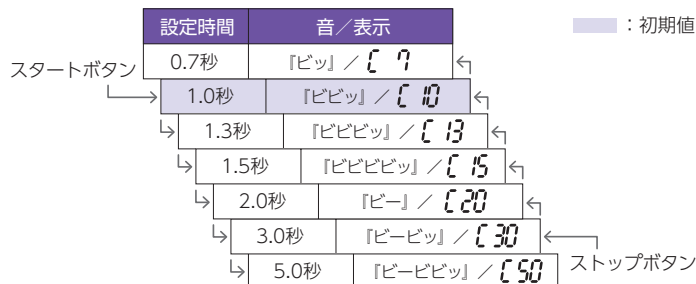 ：初期値
設定時間 音／表示
0.7秒 『ビッ』／ C 7
スタートボタン
1.0秒 『ビビッ』／ C 10
1.3秒 『ビビビッ』／ C 13
1.5秒 『ビビビビッ』／ C 15
2.0秒 『ビー』／ C 20
3.0秒 『ビービッ』／ C 30
ストップボタン
5.0秒 『ビービビッ』／ C 50